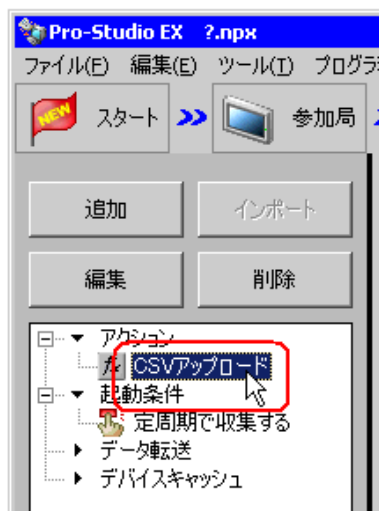 Pro-Studio EX ?.npx
ファイル(F) 編集(E) ツール(T) プログラ
NEW スタート 参加局
追加 インポート
編集 削除
アクション
fx CSVアップロード
起動条件
定周期で収集する
データ転送
デバイスキャッシュ